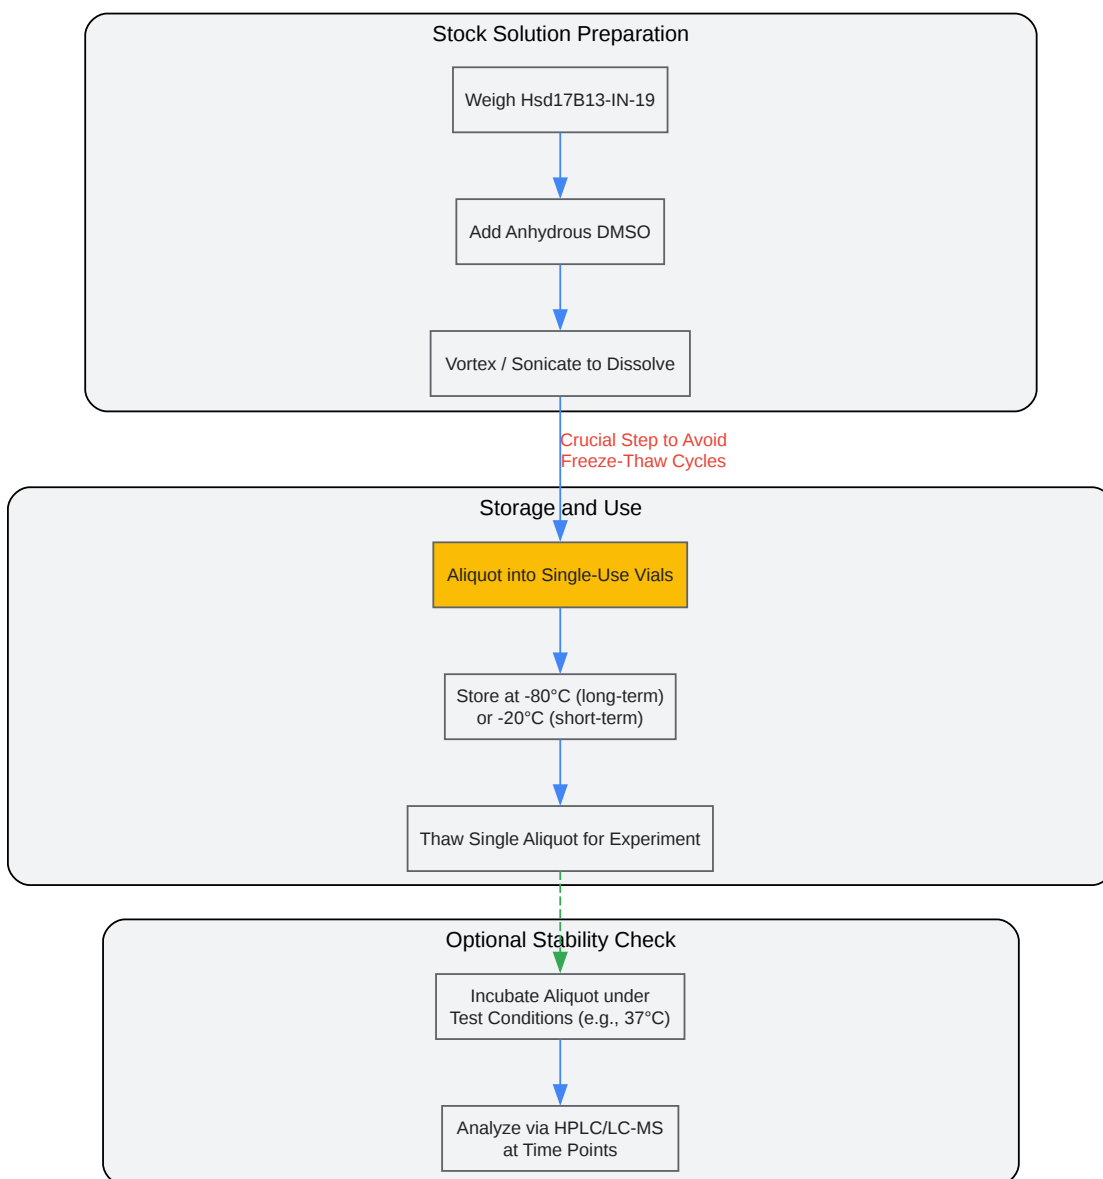 Stock Solution Preparation
Weigh Hsd17B13-IN-19
Add Anhydrous DMSO
Vortex / Sonicate to Dissolve
Crucial Step to Avoid
Freeze-Thaw Cycles
Storage and Use
Aliquot into Single-Use Vials
Store at -80°C (long-term)
or -20°C (short-term)
Thaw Single Aliquot for Experiment
Optional Stability Check
Incubate Aliquot under
Test Conditions (e.g., 37°C)
Analyze via HPLC/LC-MS
at Time Points